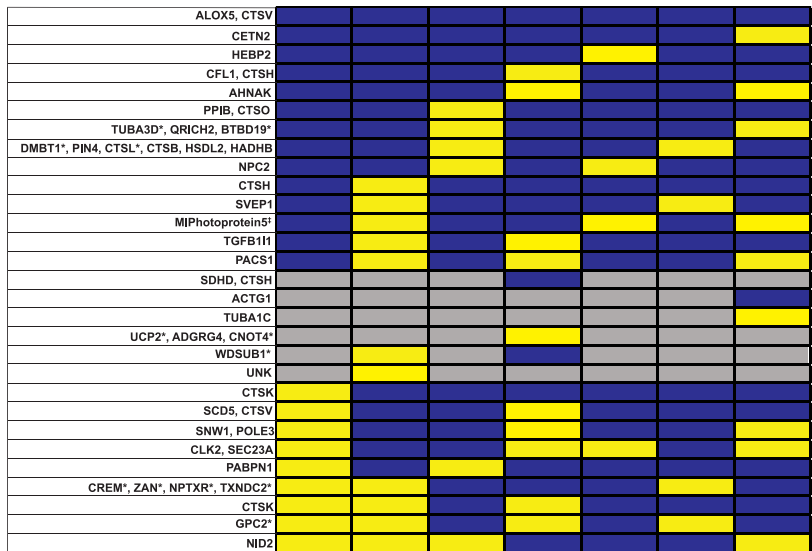 ALOX5, CTSV
CETN2
HEBP2
CFL1, CTSH
AHNAK
PPIB, CTSO
TUBA3D*, QRICH2, BTBD19*
DMBT1*, PIN4, CTSL*, CTSB, HSDL2, HADHB
NPC2
CTSH
SVEP1
MIPhotoprotein5‡
TGFB1I1
PACS1
SDHD, CTSH
ACTG1
TUBA1C
UCP2*, ADGRG4, CNOT4*
WDSUB1*
UNK
CTSK
SCD5, CTSV
SNW1, POLE3
CLK2, SEC23A
PABPN1
CREM*, ZAN*, NPTXR*, TXNDC2*
CTSK
GPC2*
NID2